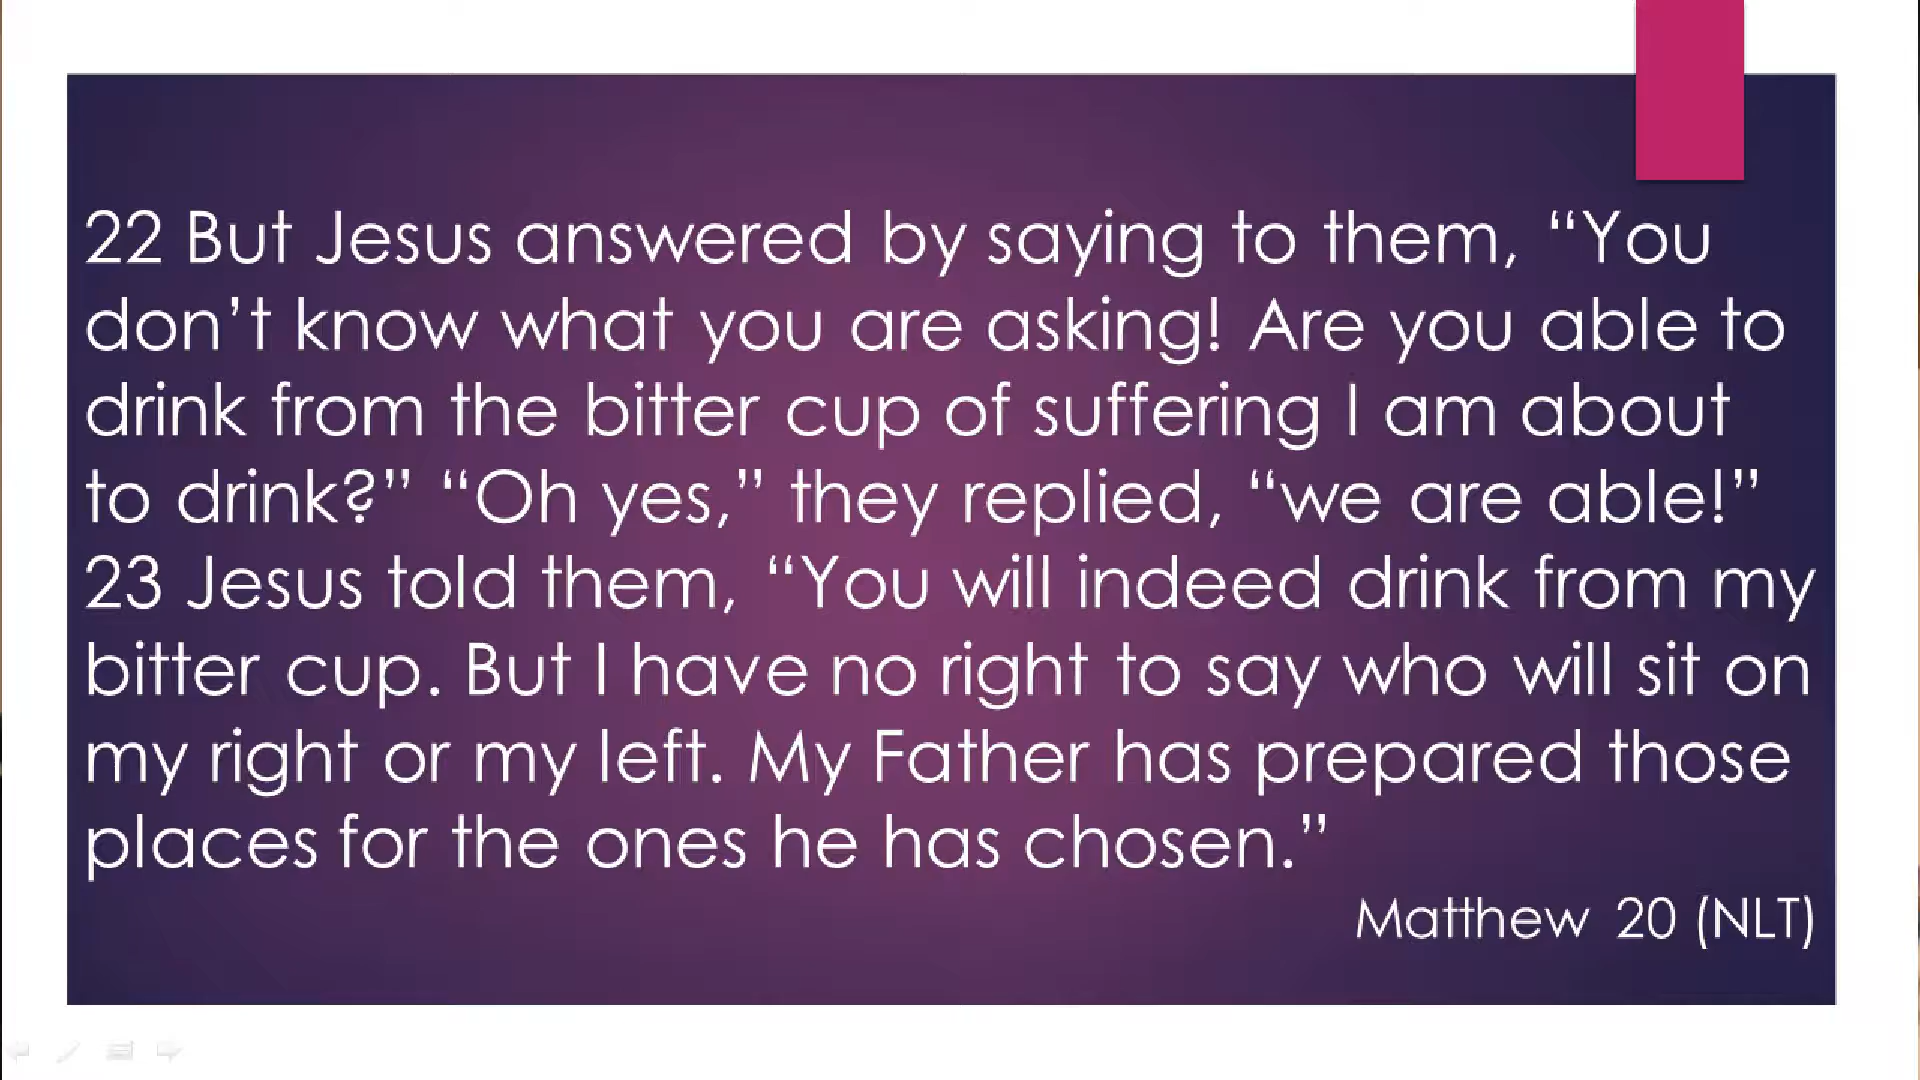 22 But Jesus answered by saying to them, “You
don’t know what you are asking! Are you able to
drink from the bitter cup of suffering I am about
to drink?” “Oh yes,” they replied, “we are able!”
23 Jesus told them, “You will indeed drink from my
bitter cup. But I have no right to say who will sit on
my right or my left. My Father has prepared those
places for the ones he has chosen.”
Matthew 20 (NLT)